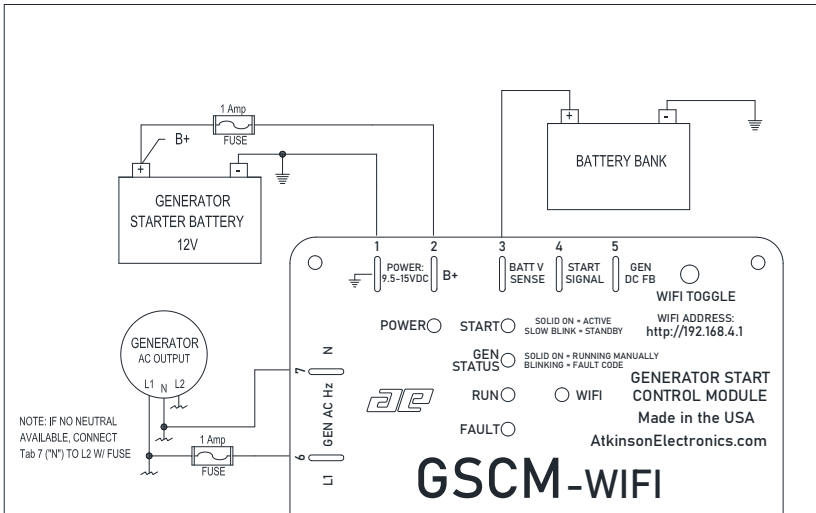 1 Amp
FUSE
B+
+ -
GENERATOR
STARTER BATTERY
12V
+ -
BATTERY BANK
1 2 3 4 5
POWER:
9.5-15VDC
B+
BATT V
SENSE
START
SIGNAL
GEN
DC FB
WIFI TOGGLE
WIFI ADDRESS:
http://192.168.4.1
POWER
START
SOLID ON = ACTIVE
SLOW BLINK = STANDBY
GEN
STATUS
SOLID ON = RUNNING MANUALLY
BLINKING = FAULT CODE
RUN
WIFI
FAULT
GENERATOR START
CONTROL MODULE
Made in the USA
AtkinsonElectronics.com
ae
GSCM-WIFI
GENERATOR
AC OUTPUT
L1 N L2
NOTE: IF NO NEUTRAL
AVAILABLE, CONNECT
Tab 7 ("N") TO L2 W/ FUSE
1 Amp
FUSE
7 N
GEN AC Hz
6 L1